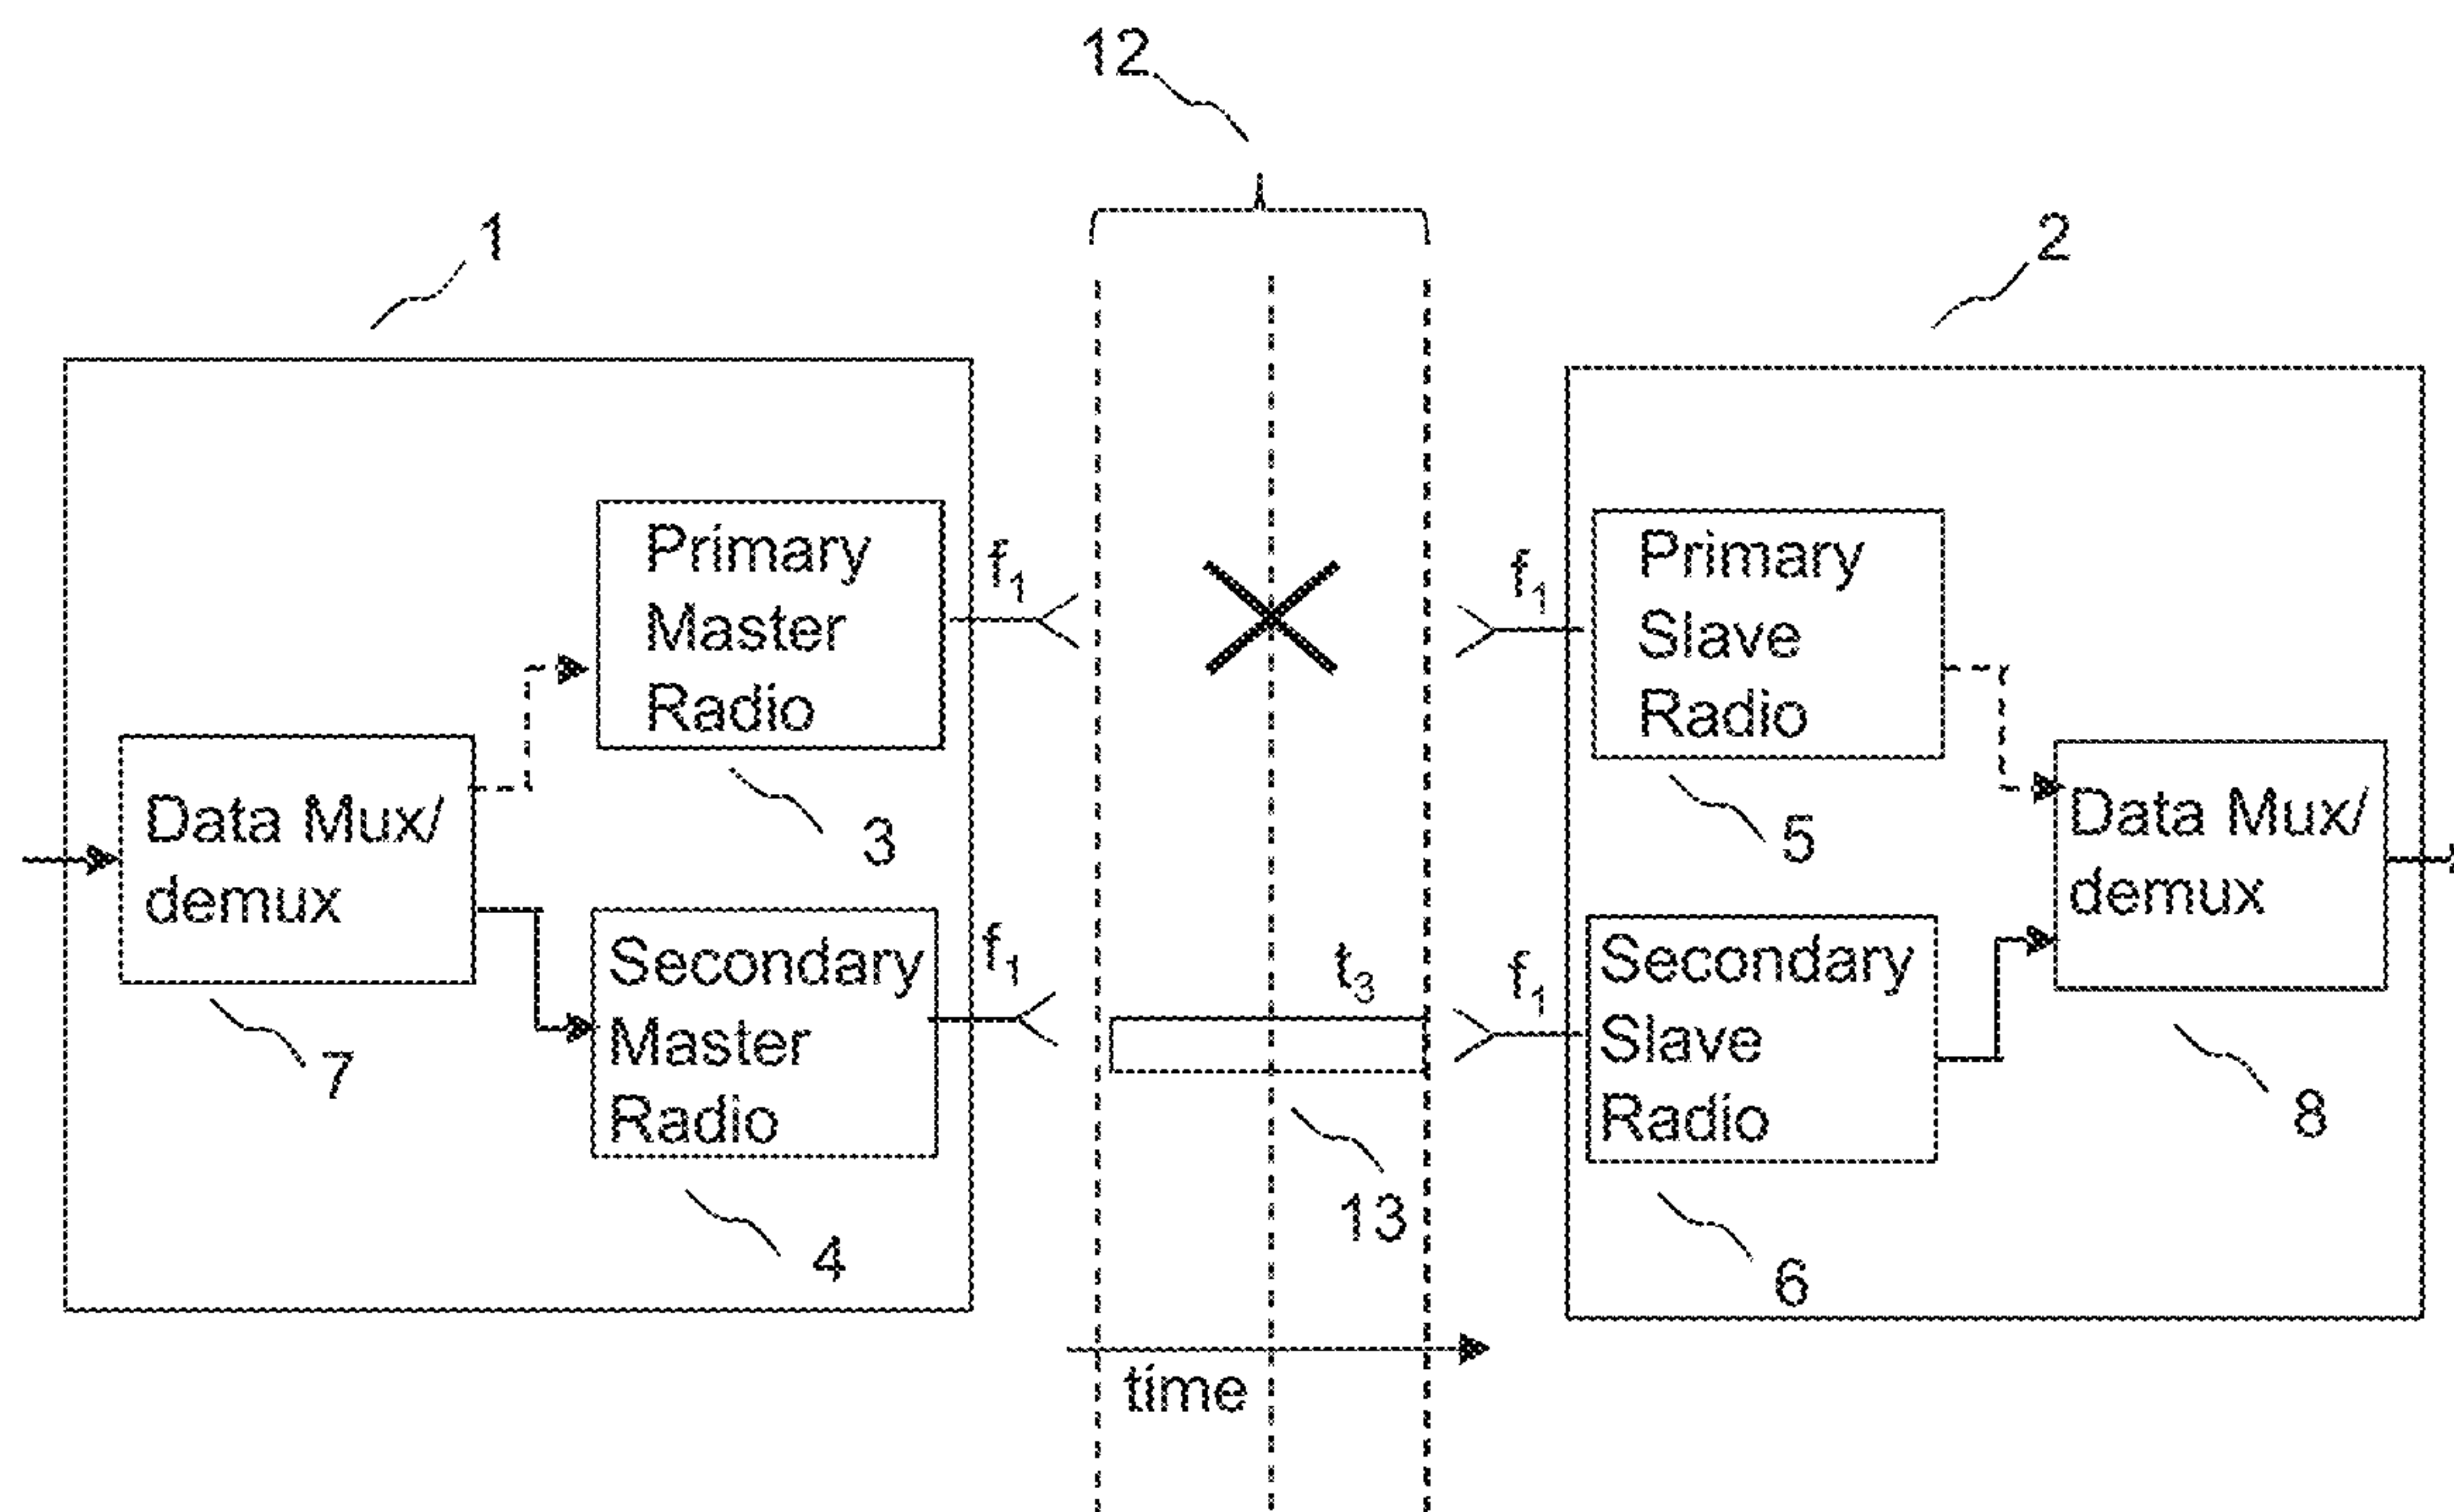 12
1
2
Primary
Master
Radio
f1
f1
Primary
Slave
Radio
3
5
Data Mux/
demux
Data Mux/
demux
7
8
Secondary
Master
Radio
f1
t3
f1
Secondary
Slave
Radio
13
4
6
time